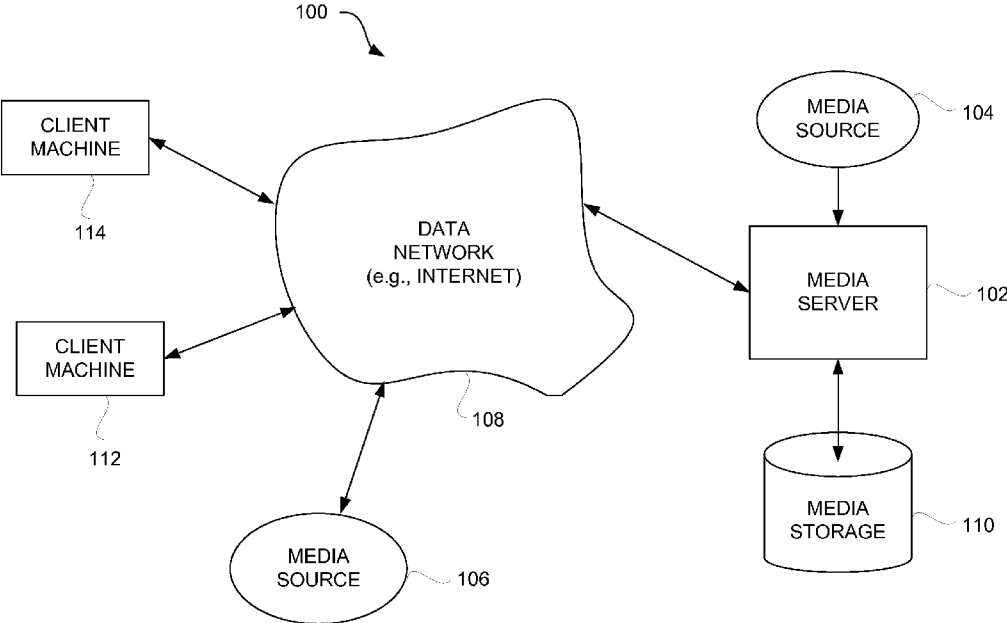 100
MEDIA
SOURCE
104
CLIENT
MACHINE
114
DATA
NETWORK
(e.g., INTERNET)
MEDIA
SERVER
102
CLIENT
MACHINE
112
108
MEDIA
STORAGE
110
MEDIA
SOURCE
106